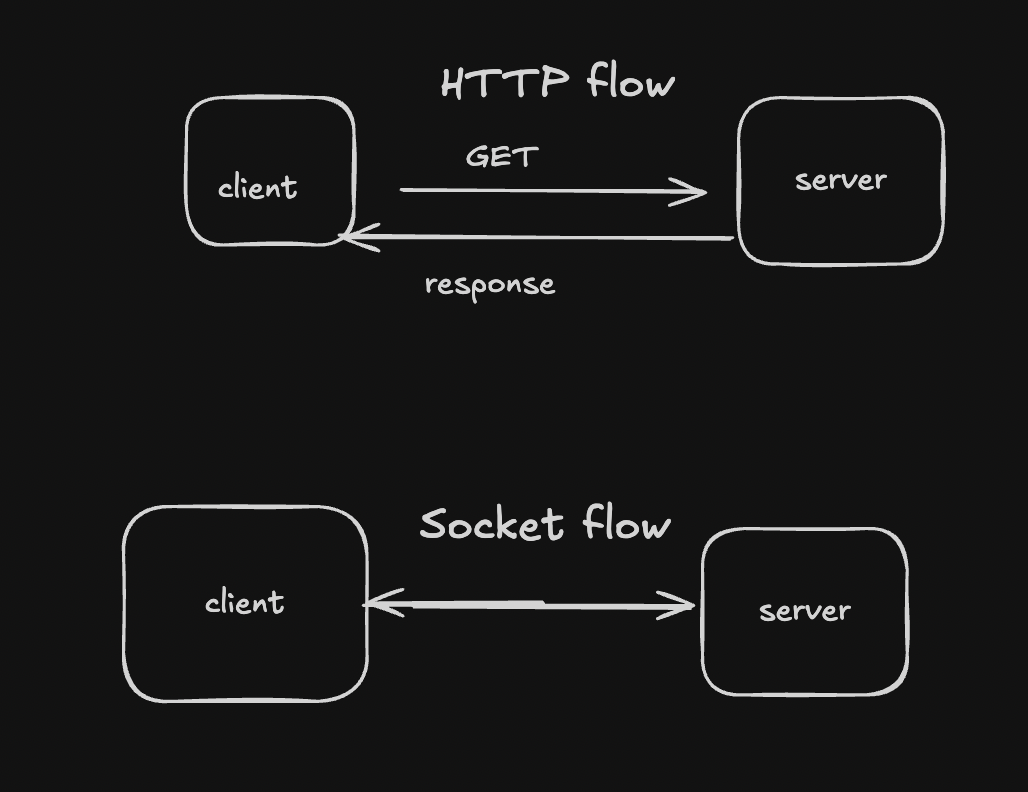 HTTP flow
GET
client
server
response
Socket flow
client
server